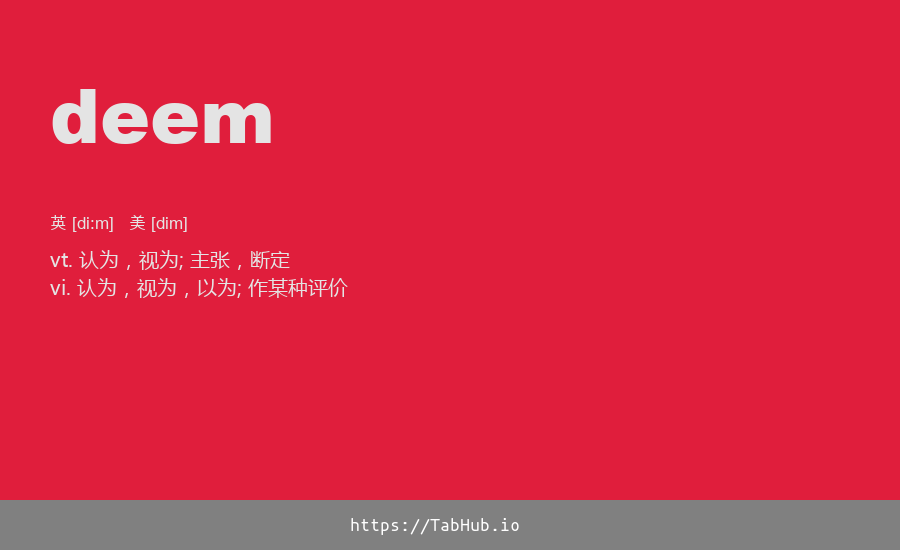 deem
英 [di:m] 美 [dim]
vt. 认为，视为; 主张，断定
vi. 认为，视为，以为; 作某种评价
https://TabHub.io